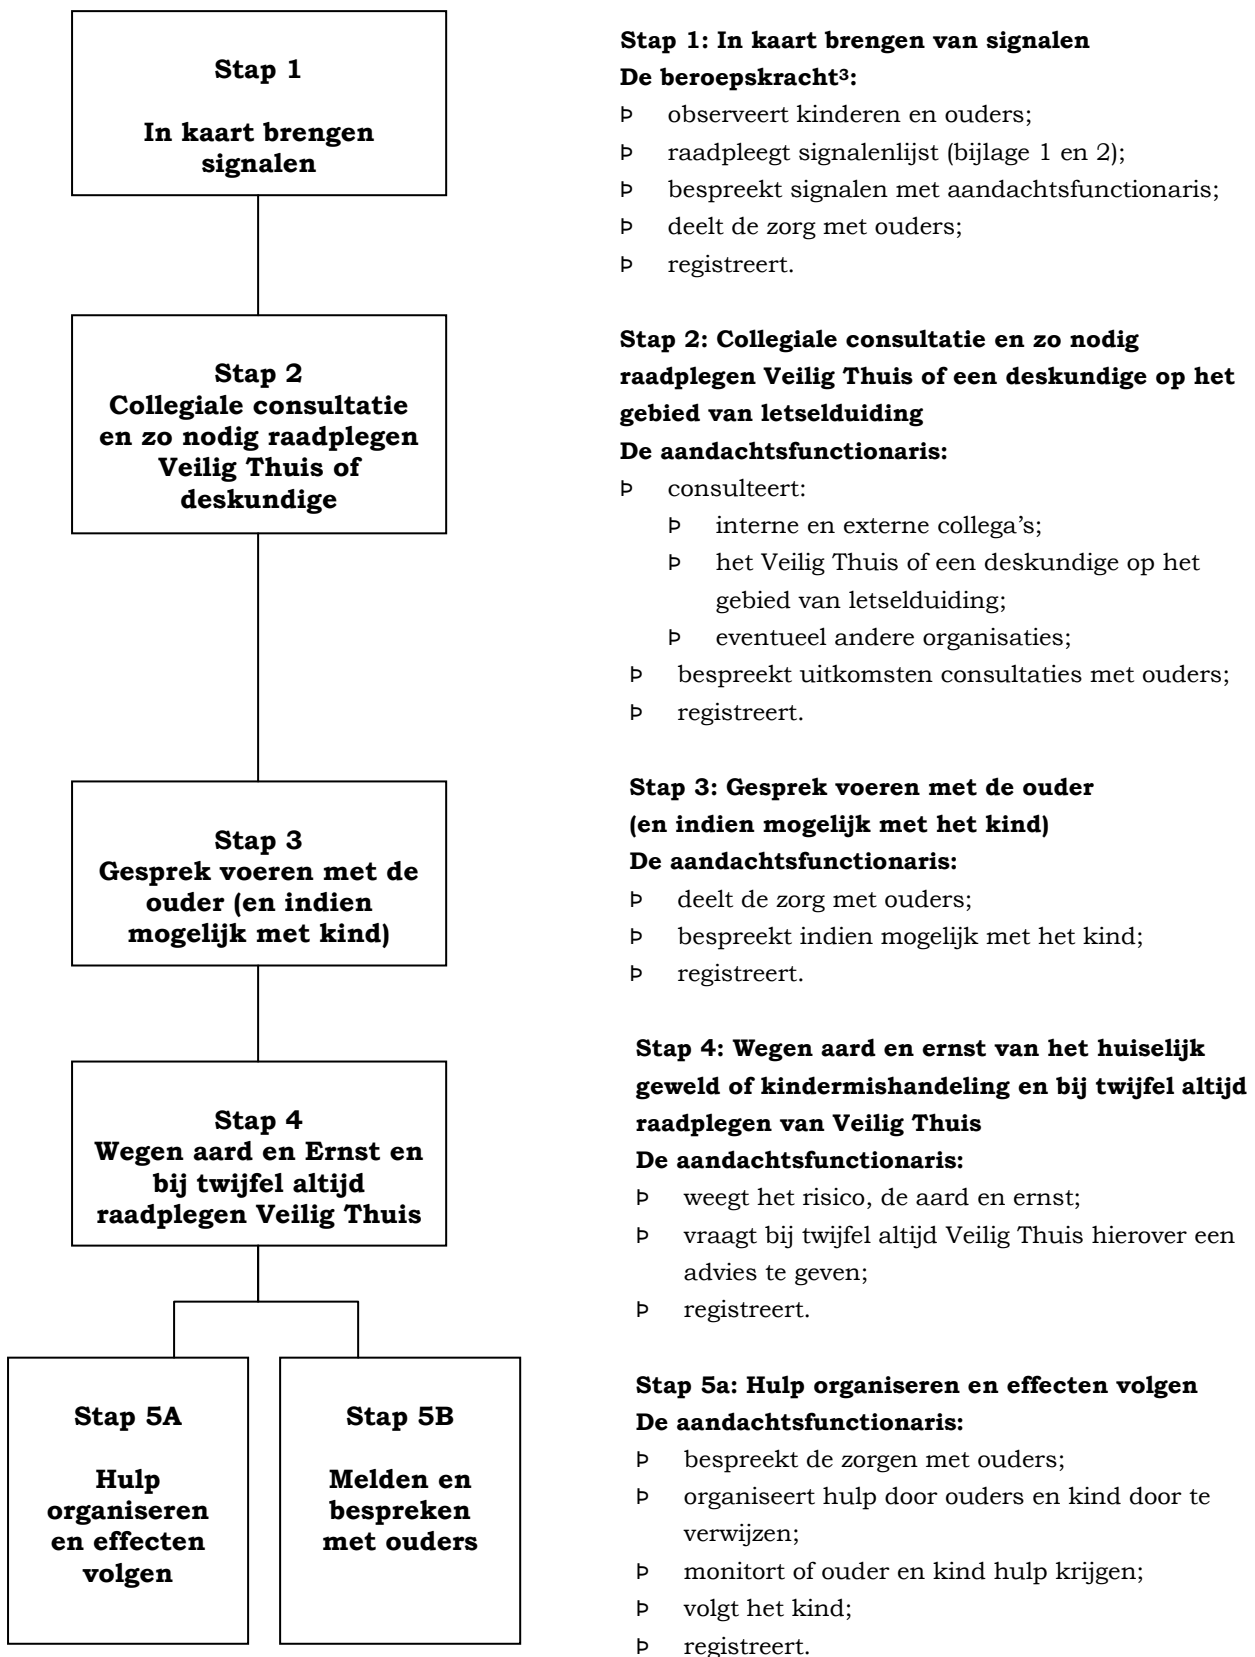 Stap 1
In kaart brengen
signalen
Stap 2
Collegiale consultatie
en zo nodig raadplegen
Veilig Thuis of
deskundige
Stap 3
Gesprek voeren met de
ouder (en indien
mogelijk met kind)
Stap 4
Wegen aard en Ernst en
bij twijfel altijd
raadplegen Veilig Thuis
Stap 5A
Hulp
organiseren
en effecten
volgen
Stap 5B
Melden en
bespreken
met ouders
Stap 1: In kaart brengen van signalen
De beroepskracht³:
Þ observeert kinderen en ouders;
Þ raadpleegt signalenlijst (bijlage 1 en 2);
Þ bespreekt signalen met aandachtsfunctionaris;
Þ deelt de zorg met ouders;
Þ registreert.
Stap 2: Collegiale consultatie en zo nodig
raadplegen Veilig Thuis of een deskundige op het
gebied van letselduiding
De aandachtsfunctionaris:
Þ consulteert:
Þ interne en externe collega’s;
Þ het Veilig Thuis of een deskundige op het
gebied van letselduiding;
Þ eventueel andere organisaties;
Þ bespreekt uitkomsten consultaties met ouders;
Þ registreert.
Stap 3: Gesprek voeren met de ouder
(en indien mogelijk met het kind)
De aandachtsfunctionaris:
Þ deelt de zorg met ouders;
Þ bespreekt indien mogelijk met het kind;
Þ registreert.
Stap 4: Wegen aard en ernst van het huiselijk
geweld of kindermishandeling en bij twijfel altijd
raadplegen van Veilig Thuis
De aandachtsfunctionaris:
Þ weegt het risico, de aard en ernst;
Þ vraagt bij twijfel altijd Veilig Thuis hierover een
advies te geven;
Þ registreert.
Stap 5a: Hulp organiseren en effecten volgen
De aandachtsfunctionaris:
Þ bespreekt de zorgen met ouders;
Þ organiseert hulp door ouders en kind door te
verwijzen;
Þ monitort of ouder en kind hulp krijgen;
Þ volgt het kind;
Þ registreert.